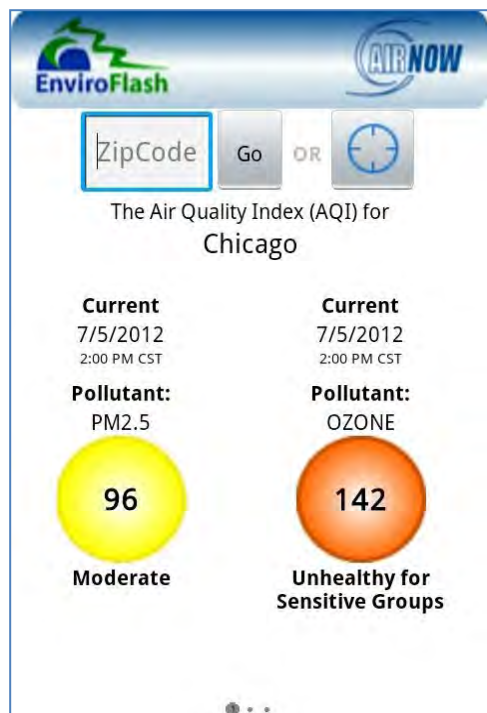 EnviroFlash
AIRNOW
ZipCode
Go
OR
The Air Quality Index (AQI) for
Chicago
Current
7/5/2012
2:00 PM CST
Pollutant:
PM2.5
96
Moderate
Current
7/5/2012
2:00 PM CST
Pollutant:
OZONE
142
Unhealthy for
Sensitive Groups